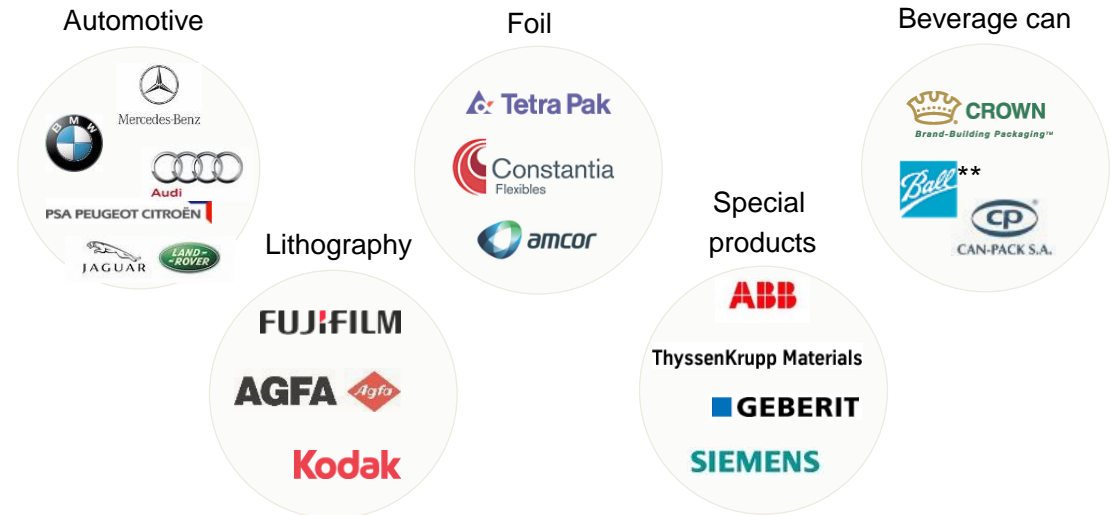 Automotive
Mercedes-Benz
BMW
Audi
PSA PEUGEOT CITROËN
JAGUAR
LAND-
-ROVER
Lithography
FUJIFILM
AGFA
Agfa
Kodak
Foil
Tetra Pak
Constantia
Flexibles
amcor
Special
products
ABB
ThyssenKrupp Materials
GEBERIT
SIEMENS
Beverage can
CROWN
Brand-Building Packaging™
Ball**
CP®
CAN-PACK S.A.